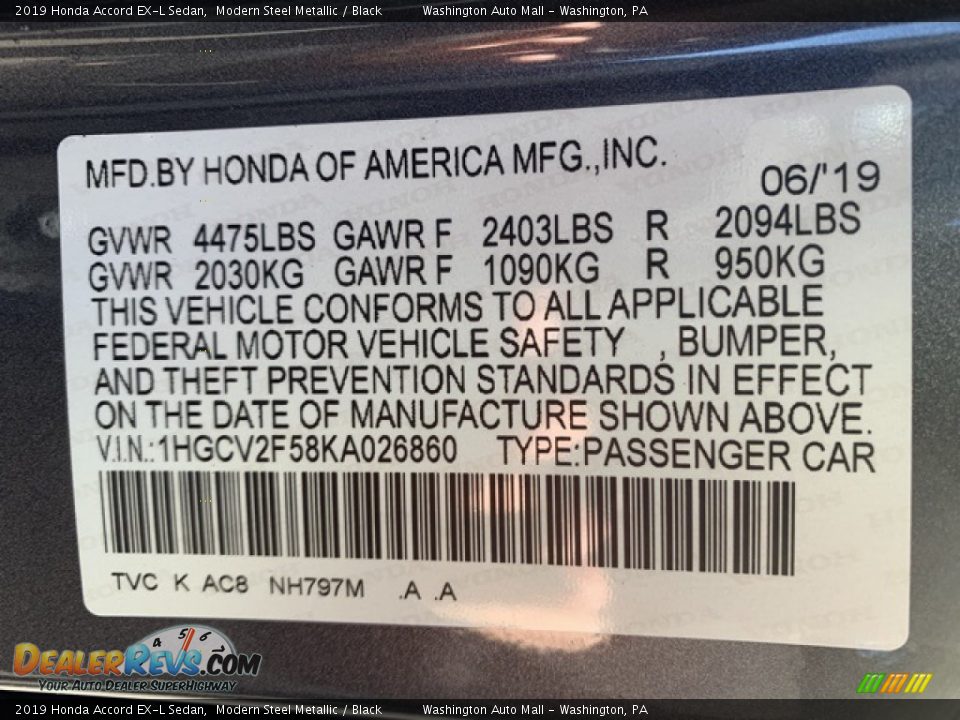 2019 Honda Accord EX-L Sedan,  Modern Steel Metallic / Black  Washington Auto Mall - Washington, PA
MFD.BY HONDA OF AMERICA MFG.,INC.
06/'19
GVWR 4475LBS GAWR F 2403LBS R 2094LBS
GVWR 2030KG GAWR F 1090KG R 950KG
THIS VEHICLE CONFORMS TO ALL APPLICABLE
FEDERAL MOTOR VEHICLE SAFETY , BUMPER,
AND THEFT PREVENTION STANDARDS IN EFFECT
ON THE DATE OF MANUFACTURE SHOWN ABOVE.
V.I.N.:1HGCV2F58KA026860 TYPE:PASSENGER CAR
TVC K AC8 NH797M .A .A
4 5 6
DEALERREVS.COM
YOUR AUTO DEALER SUPERHIGHWAY
2019 Honda Accord EX-L Sedan,  Modern Steel Metallic / Black  Washington Auto Mall - Washington, PA